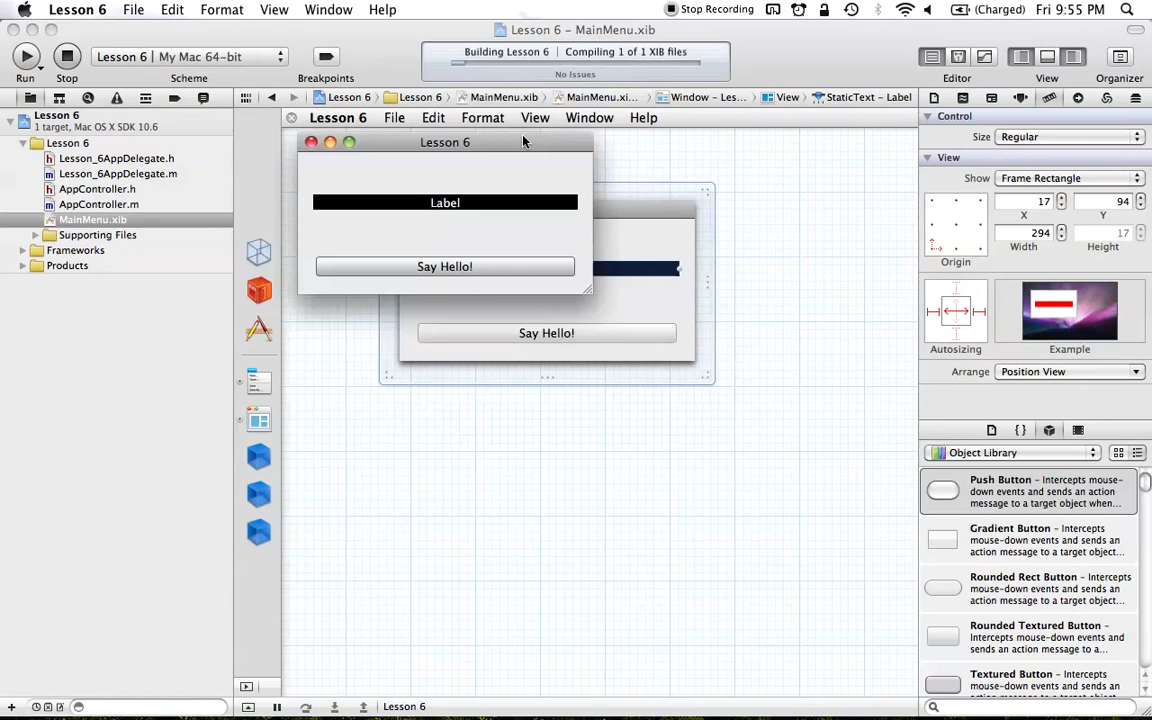 Lesson 6 File Edit Format View Window Help Stop Recording (Charged) Fri 9:55 PM
Lesson 6 – MainMenu.xib
Run Stop Lesson 6 | My Mac 64-bit Scheme Breakpoints
Building Lesson 6 | Compiling 1 of 1 XIB files
No Issues
Editor View Organizer
Lesson 6 Lesson 6 MainMenu.xib MainMenu.xi... Window - Les... View StaticText - Label
Lesson 6
1 target, Mac OS X SDK 10.6
Lesson 6
Lesson_6AppDelegate.h
Lesson_6AppDelegate.m
AppController.h
AppController.m
MainMenu.xib
Supporting Files
Frameworks
Products
Lesson 6 File Edit Format View Window Help
Lesson 6
Label
Say Hello!
Say Hello!
Control
Size Regular
View
Show Frame Rectangle
17 94
X Y
294 17
Origin Width Height
Autosizing Example
Arrange Position View
Object Library
Push Button – Intercepts mouse-
down events and sends an
action message to a target
object when...
Gradient Button – Intercepts
mouse-down events and sends an
action message to a target object...
Rounded Rect Button – Intercepts
mouse-down events and sends an
action message to a target object...
Rounded Textured Button –
Intercepts mouse-down events and
sends an action message to a...
Textured Button – Intercepts
mouse-down events and sends an
action message to a target object...
Lesson 6